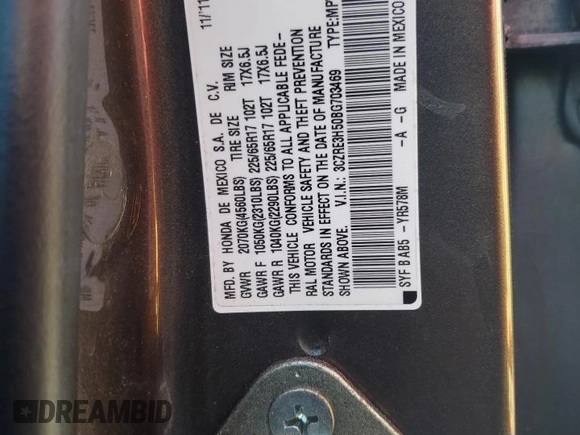 11/11
MFD. BY HONDA DE MEXICO S.A. DE C.V.
TIRE SIZE RIM SIZE
GVWR 2070KG(4560LBS)
GAWR F 1050KG(2310LBS) 225/65R17 102T 17X6.5J
GAWR R 1040KG(2290LBS) 225/65R17 102T 17X6.5J
THIS VEHICLE CONFORMS TO ALL APPLICABLE FEDE-
RAL MOTOR VEHICLE SAFETY AND THEFT PREVENTION
STANDARDS IN EFFECT ON THE DATE OF MANUFACTURE
SHOWN ABOVE. V.I.N.: 3CZRE3H50BG703469 TYPE:MP
SYF B AB5 -YR578M -A -G MADE IN MEXICO
DREAMBID